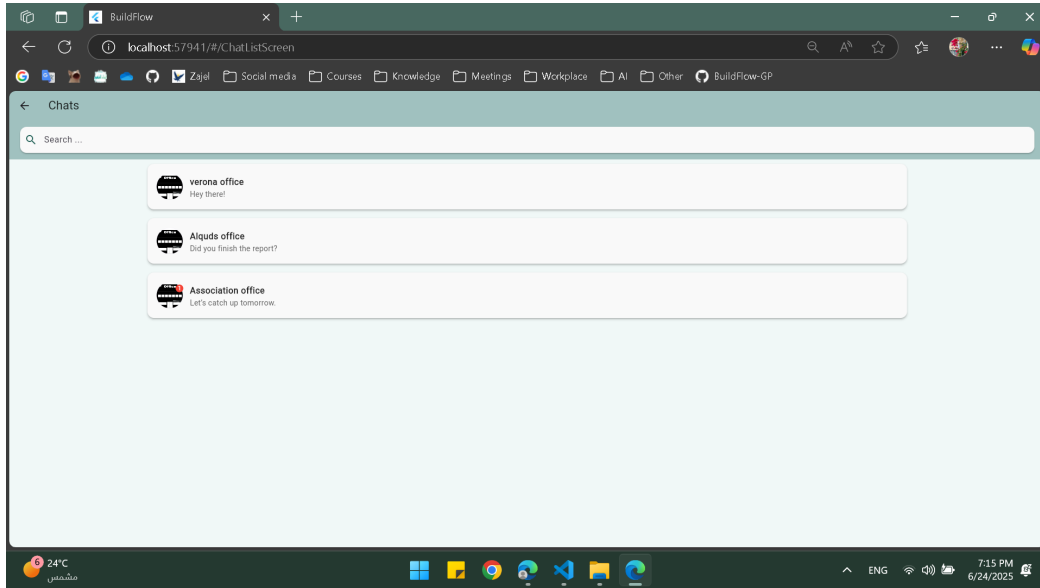 BuildFlow
localhost:57941/#/ChatListScreen
Zajel Social media Courses Knowledge Meetings Workplace AI Other BuildFlow-GP
Chats
Search ...
verona office
Hey there!
Alquds office
Did you finish the report?
Association office
Let's catch up tomorrow.
6
24°C
مشمس
ENG
7:15 PM
6/24/2025